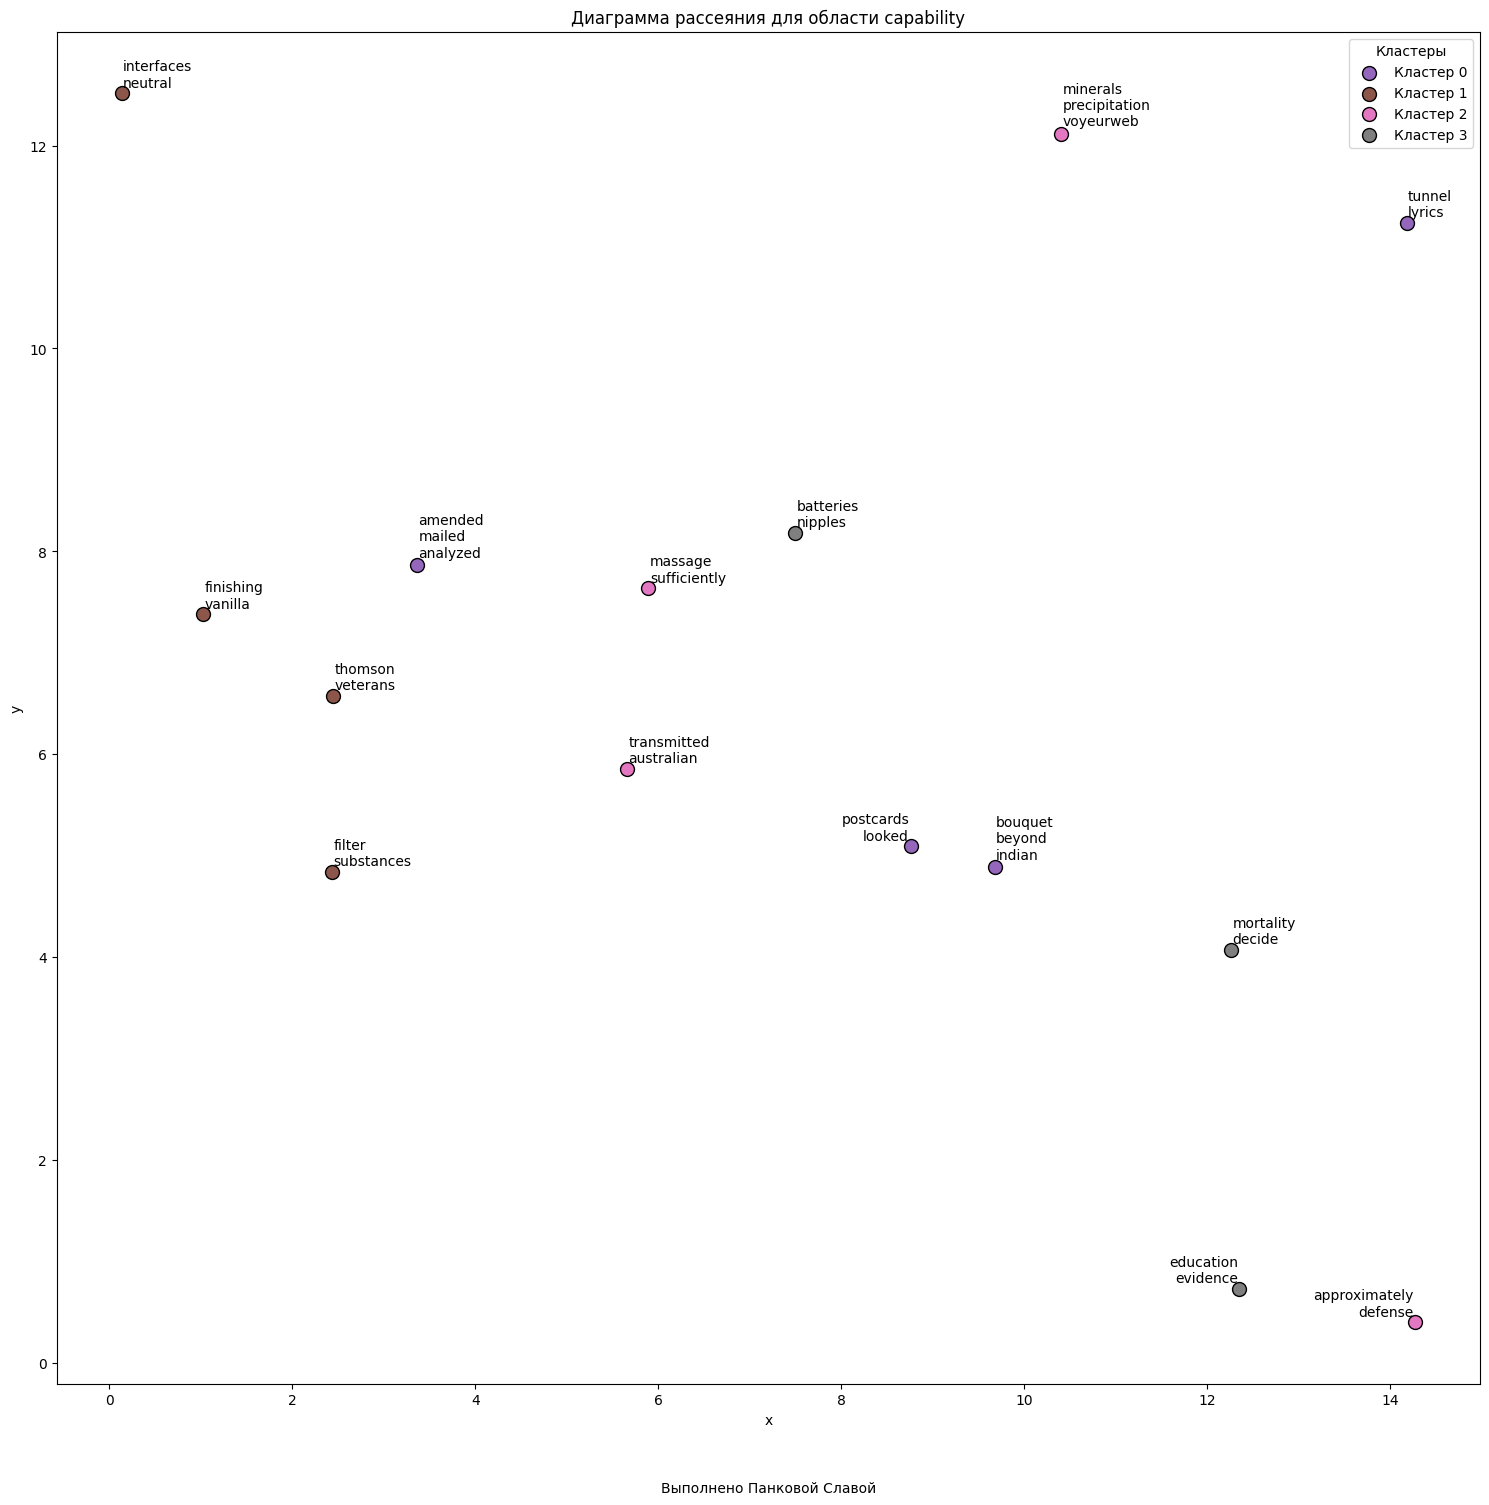 Диаграмма рассеяния для области capability
Кластеры
Кластер 0
Кластер 1
Кластер 2
Кластер 3
interfaces
neutral
minerals
precipitation
voyeurweb
tunnel
lyrics
batteries
nipples
amended
mailed
analyzed
massage
sufficiently
finishing
vanilla
thomson
veterans
transmitted
australian
postcards
looked
bouquet
beyond
indian
filter
substances
mortality
decide
education
evidence
approximately
defense
y
12
10
8
6
4
2
0
0 2 4 6 8 10 12 14
x
Выполнено Панковой Славой